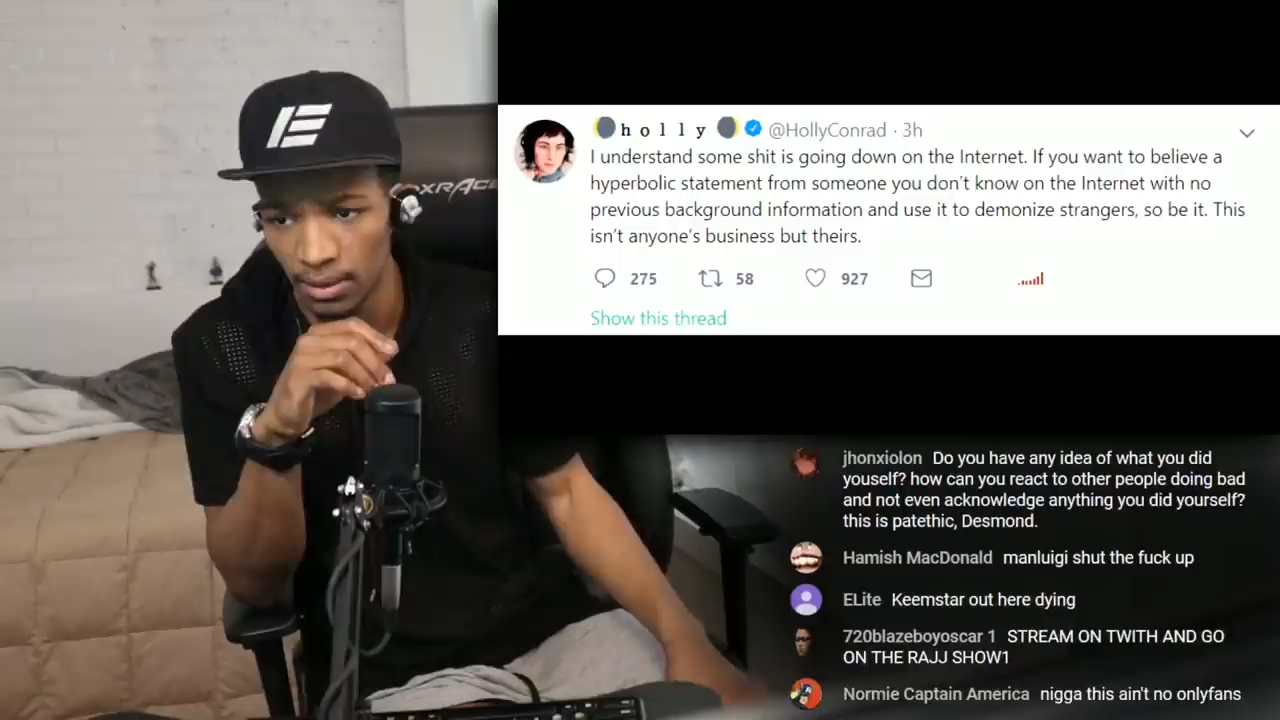 E
XRACE
h o l l y @HollyConrad · 3h
I understand some shit is going down on the Internet. If you want to believe a
hyperbolic statement from someone you don't know on the Internet with no
previous background information and use it to demonize strangers, so be it. This
isn't anyone's business but theirs.
275 58 927
Show this thread
jhonxiolon Do you have any idea of what you did
youself? how can you react to other people doing bad
and not even acknowledge anything you did yourself?
this is patethic, Desmond.
Hamish MacDonald manluigi shut the fuck up
ELite Keemstar out here dying
720blazeboyoscar 1 STREAM ON TWITH AND GO
ON THE RAJJ SHOW1
Normie Captain America nigga this ain't no onlyfans